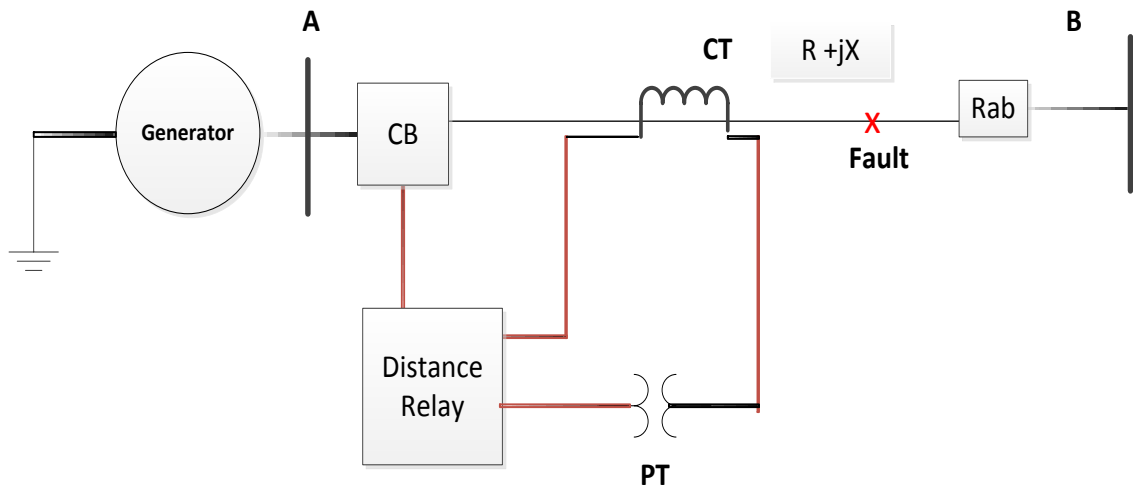 A
B
CT
R +jX
Generator
CB
Rab
X
Fault
Distance
Relay
PT